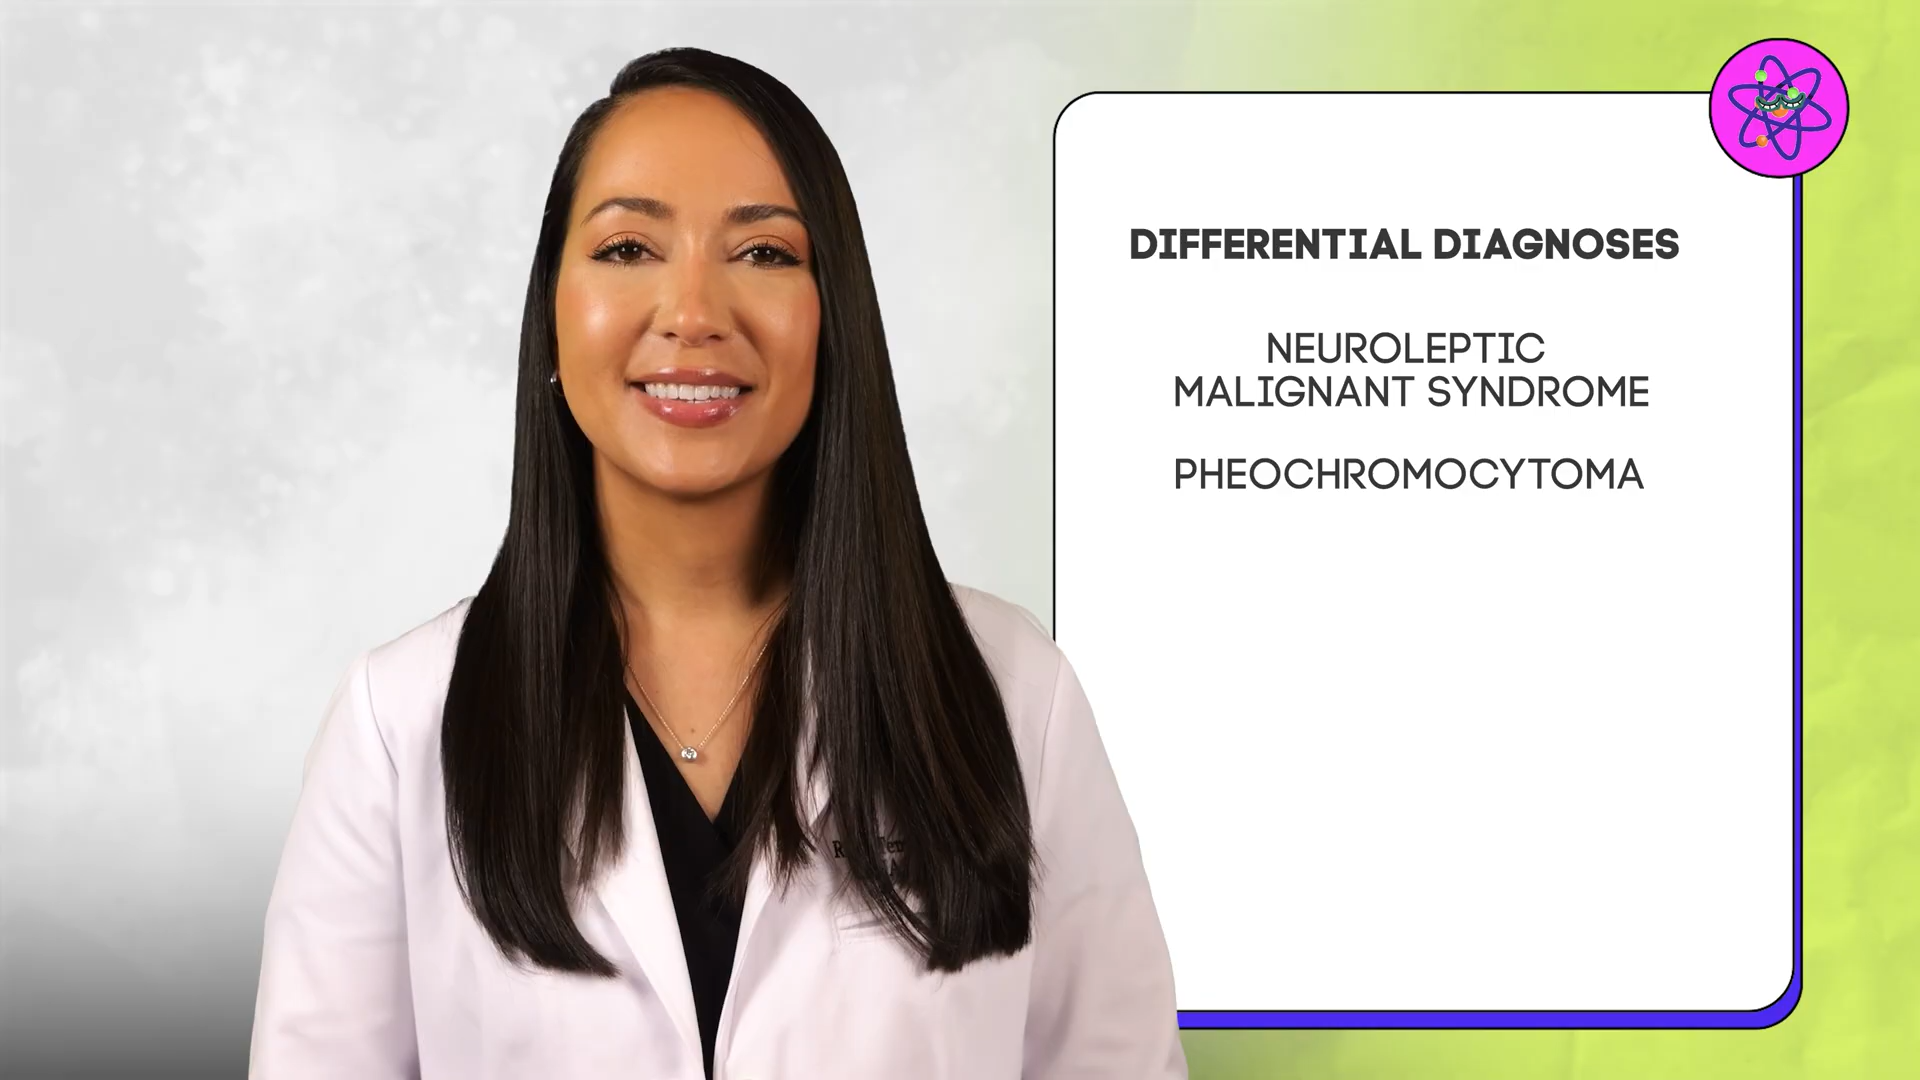 DIFFERENTIAL DIAGNOSES
NEUROLEPTIC
MALIGNANT SYNDROME
PHEOCHROMOCYTOMA